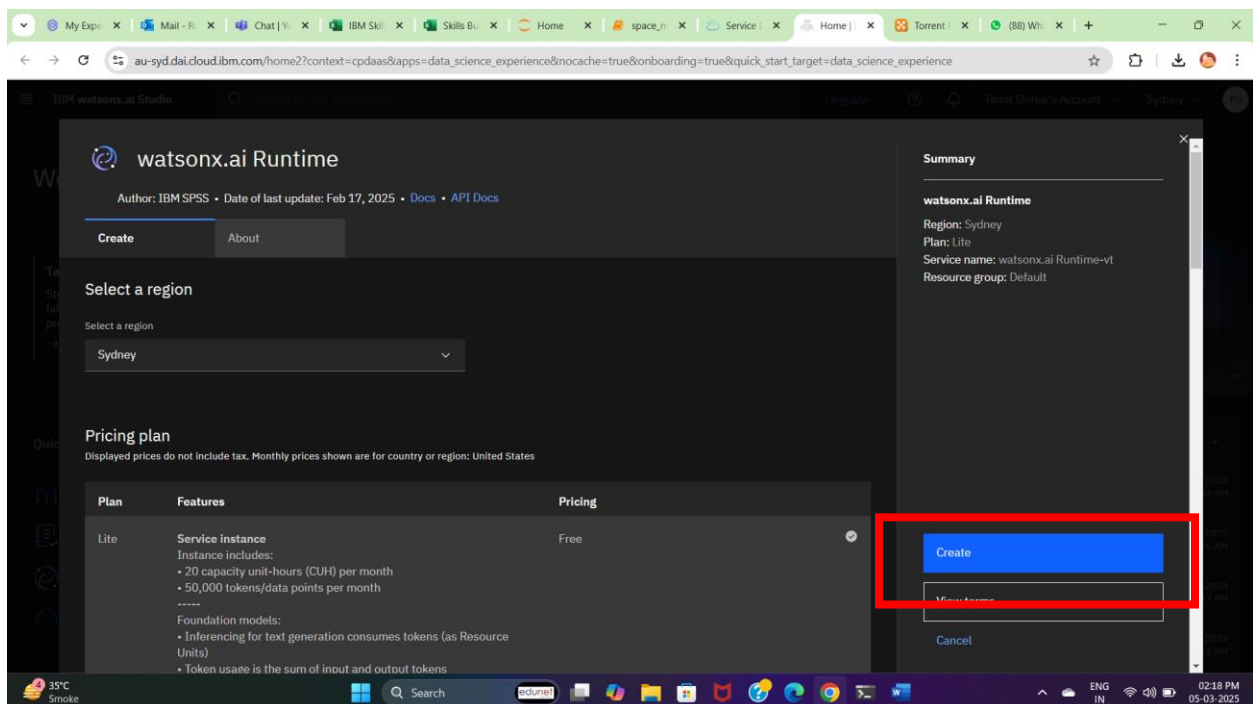 My Expe
Mail - R
Chat | Y
IBM Skil
Skills Bu
Home
space_m
Service
Home |
Torrent
(88) Wh
au-syd.dai.cloud.ibm.com/home2?context=cpdaas&apps=data_science_experience&nocache=true&onboarding=true&quick_start_target=data_science_experience
IBM watsonx.ai Studio
Upgrade
Rohit Shelar's Account
Sydney
watsonx.ai Runtime
Author: IBM SPSS • Date of last update: Feb 17, 2025 • Docs • API Docs
Create
About
Select a region
Select a region
Sydney
Pricing plan
Displayed prices do not include tax. Monthly prices shown are for country or region: United States
Plan Features Pricing
Lite Service instance Free
Instance includes:
• 20 capacity unit-hours (CUH) per month
• 50,000 tokens/data points per month
-----
Foundation models:
• Inferencing for text generation consumes tokens (as Resource
Units)
• Token usage is the sum of input and output tokens
Summary
watsonx.ai Runtime
Region: Sydney
Plan: Lite
Service name: watsonx.ai Runtime-vt
Resource group: Default
Create
View terms
Cancel
4
35°C
Smoke
Search
edunet
ENG
IN
02:18 PM
05-03-2025